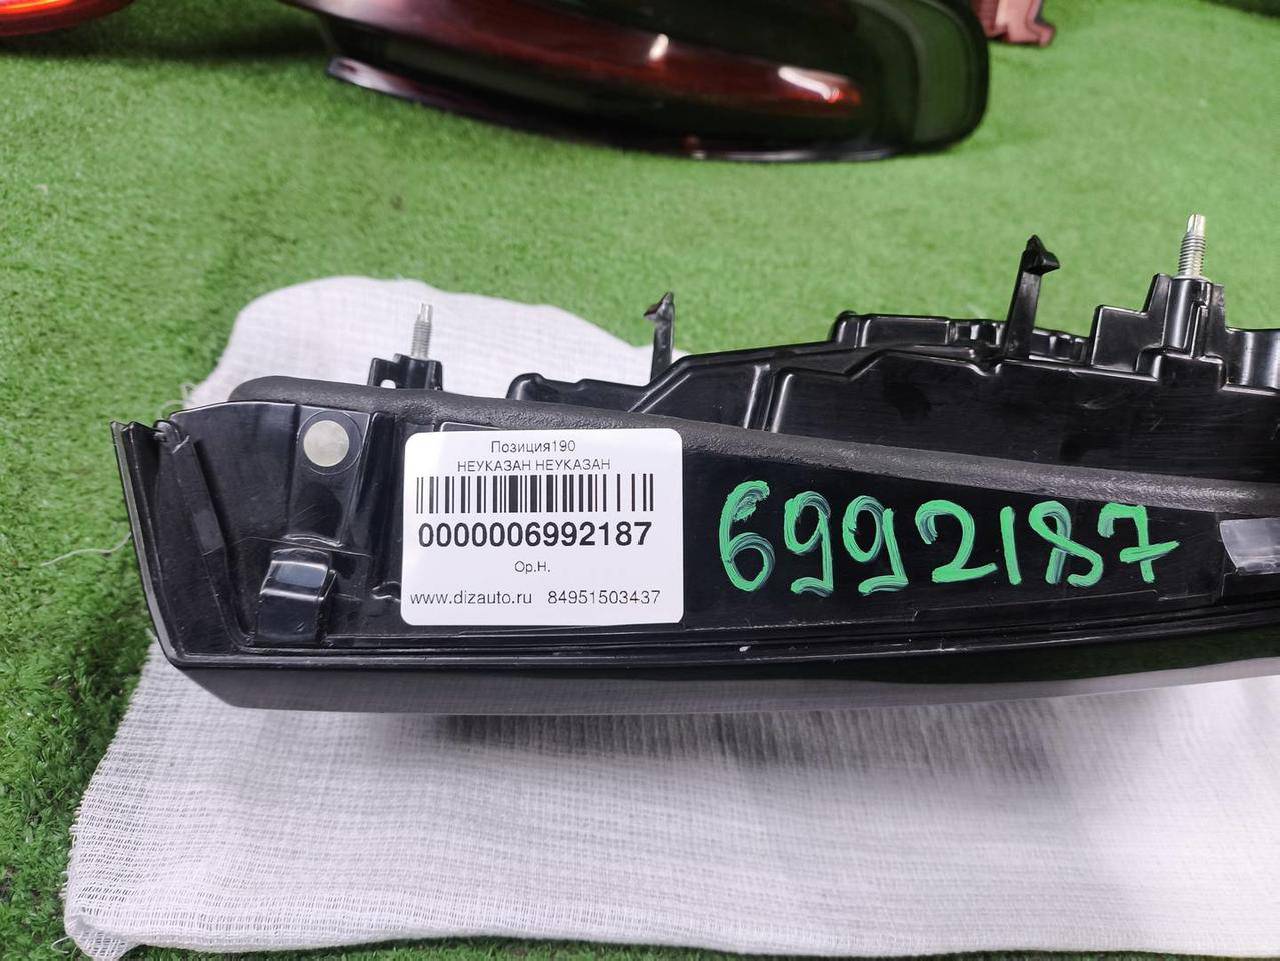 Позиция190
НЕУКАЗАН НЕУКАЗАН
0000006992187
Ор.Н.
www.dizauto.ru 84951503437
6992187